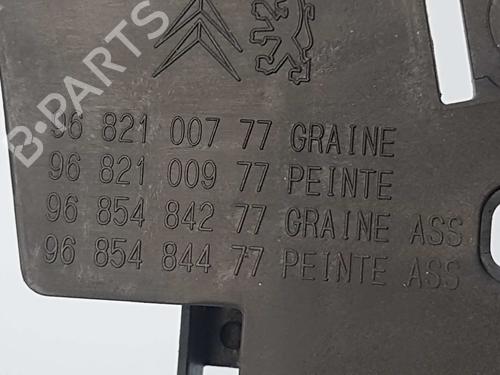 96 821 007 77 GRAINE
96 821 009 77 PEINTE
96 854 842 77 GRAINE ASS
96 854 844 77 PEINTE ASS
B-PARTS